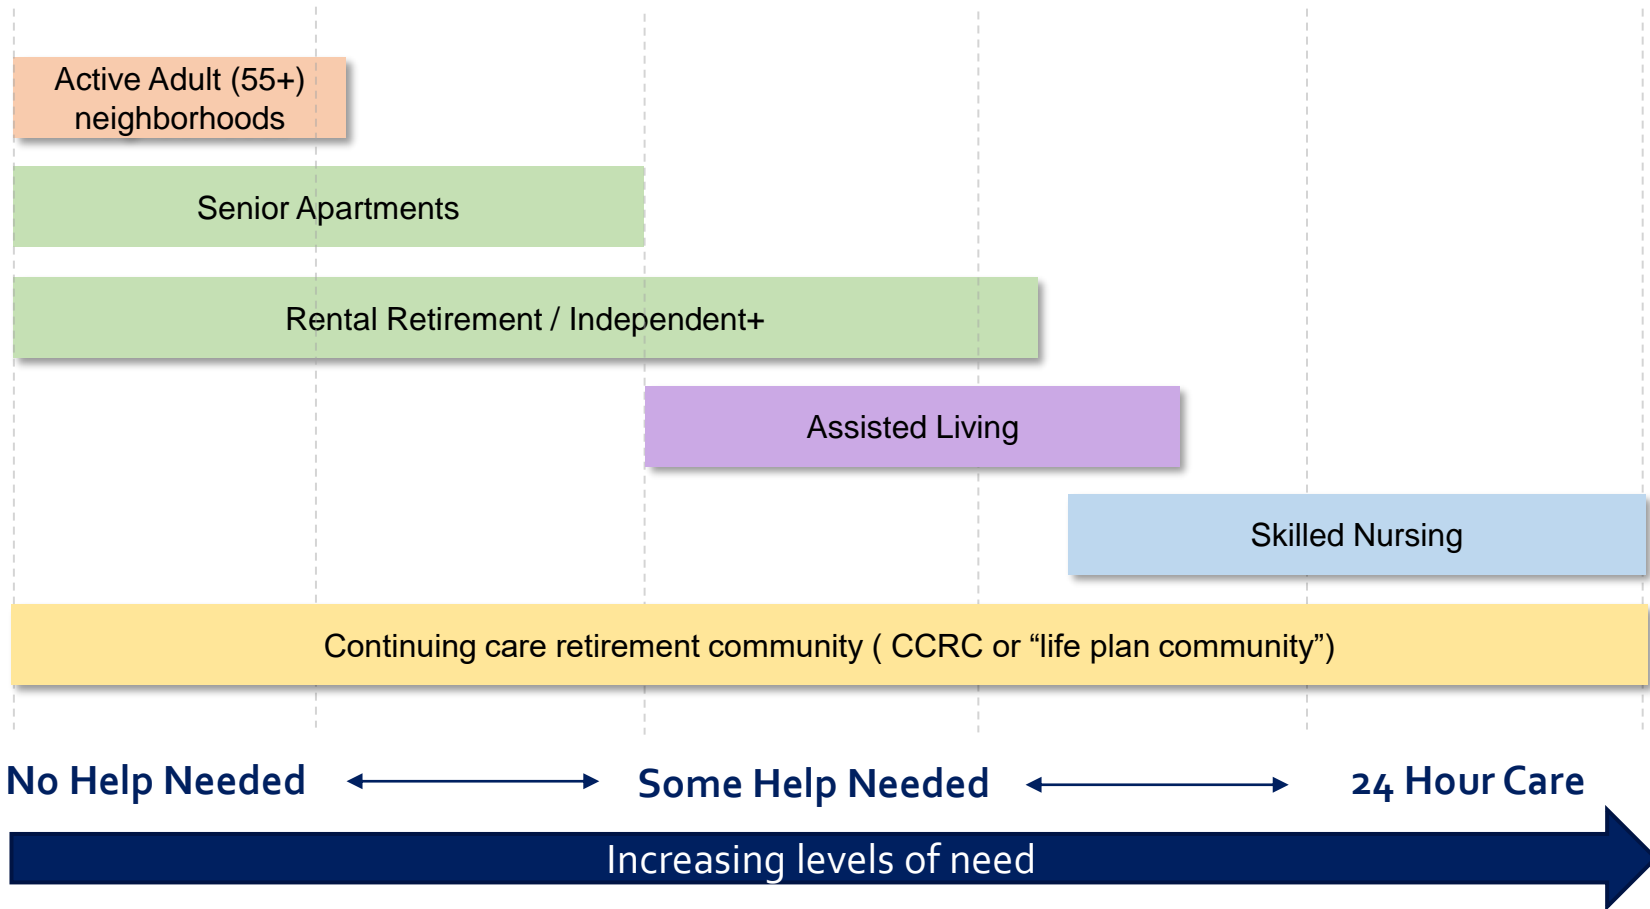 Active Adult (55+)
neighborhoods
Senior Apartments
Rental Retirement / Independent+
Assisted Living
Skilled Nursing
Continuing care retirement community ( CCRC or “life plan community”)
No Help Needed
Some Help Needed
24 Hour Care
Increasing levels of need